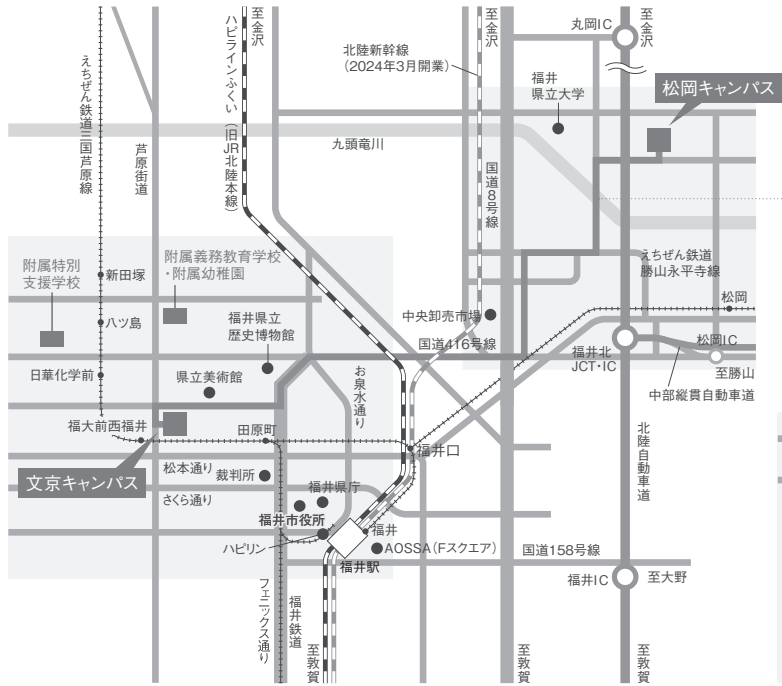 至金沢
ハピラインふくい（旧JR北陸本線）
至金沢
北陸新幹線
（2024年3月開業）
丸岡IC
至金沢
えちぜん鉄道三国芦原線
福井
県立大学
松岡キャンパス
芦原街道
九頭竜川
国道8号線
附属特別
支援学校
附属義務教育学校
・附属幼稚園
新田塚
えちぜん鉄道
勝山永平寺線
松岡
八ツ島
福井県立
歴史博物館
中央卸売市場
国道416号線
松岡IC
福井北
JCT・IC
至勝山
日華化学前
県立美術館
お泉水通り
中部縦貫自動車道
福大前西福井
田原町
福井口
北陸自動車道
文京キャンパス
松本通り
裁判所
さくら通り
福井県庁
福井市役所
ハピリン
福井
AOSSA（Fスクエア）
国道158号線
福井駅
福井IC
至大野
フェニックス通り
福井鉄道
至敦賀
至敦賀
至敦賀